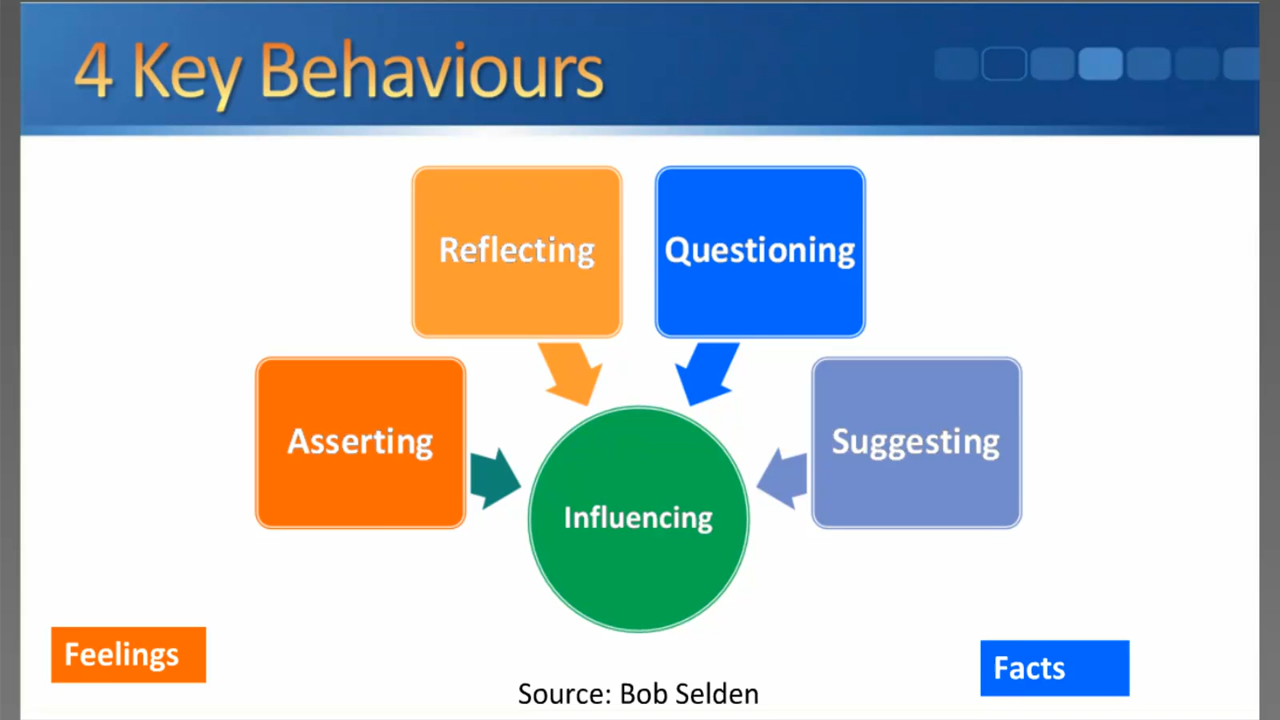 4 Key Behaviours
Reflecting
Questioning
Asserting
Suggesting
Influencing
Feelings
Facts
Source: Bob Selden